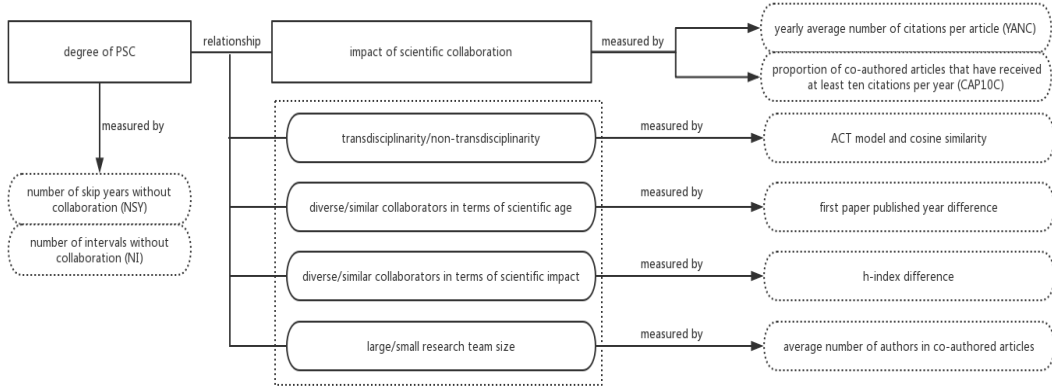 degree of PSC
relationship
impact of scientific collaboration
measured by
yearly average number of citations per article (YANC)
proportion of co-authored articles that have received
at least ten citations per year (CAP10C)
measured by
number of skip years without
collaboration (NSY)
number of intervals without
collaboration (NI)
transdisciplinarity/non-transdisciplinarity
measured by
ACT model and cosine similarity
diverse/similar collaborators in terms of scientific age
measured by
first paper published year difference
diverse/similar collaborators in terms of scientific impact
measured by
h-index difference
large/small research team size
measured by
average number of authors in co-authored articles